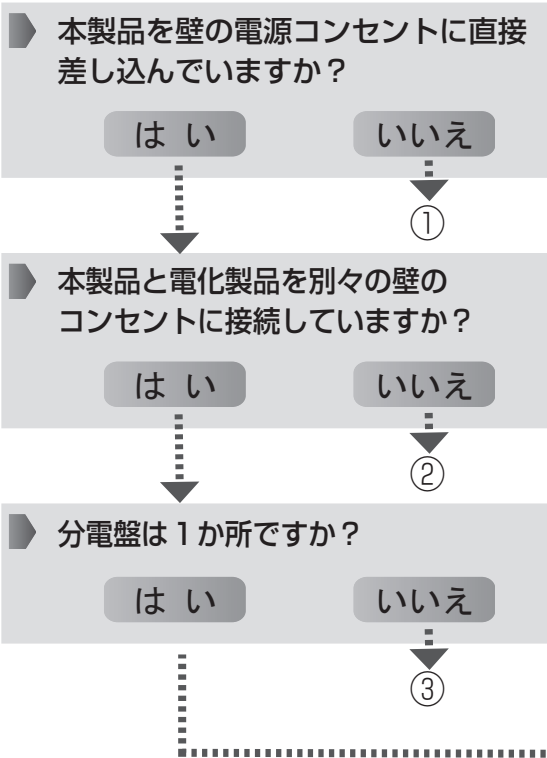 本製品を壁の電源コンセントに直接
差し込んでいますか？
は い
いいえ
①
本製品と電化製品を別々の壁の
コンセントに接続していますか？
は い
いいえ
②
分電盤は１か所ですか？
は い
いいえ
③